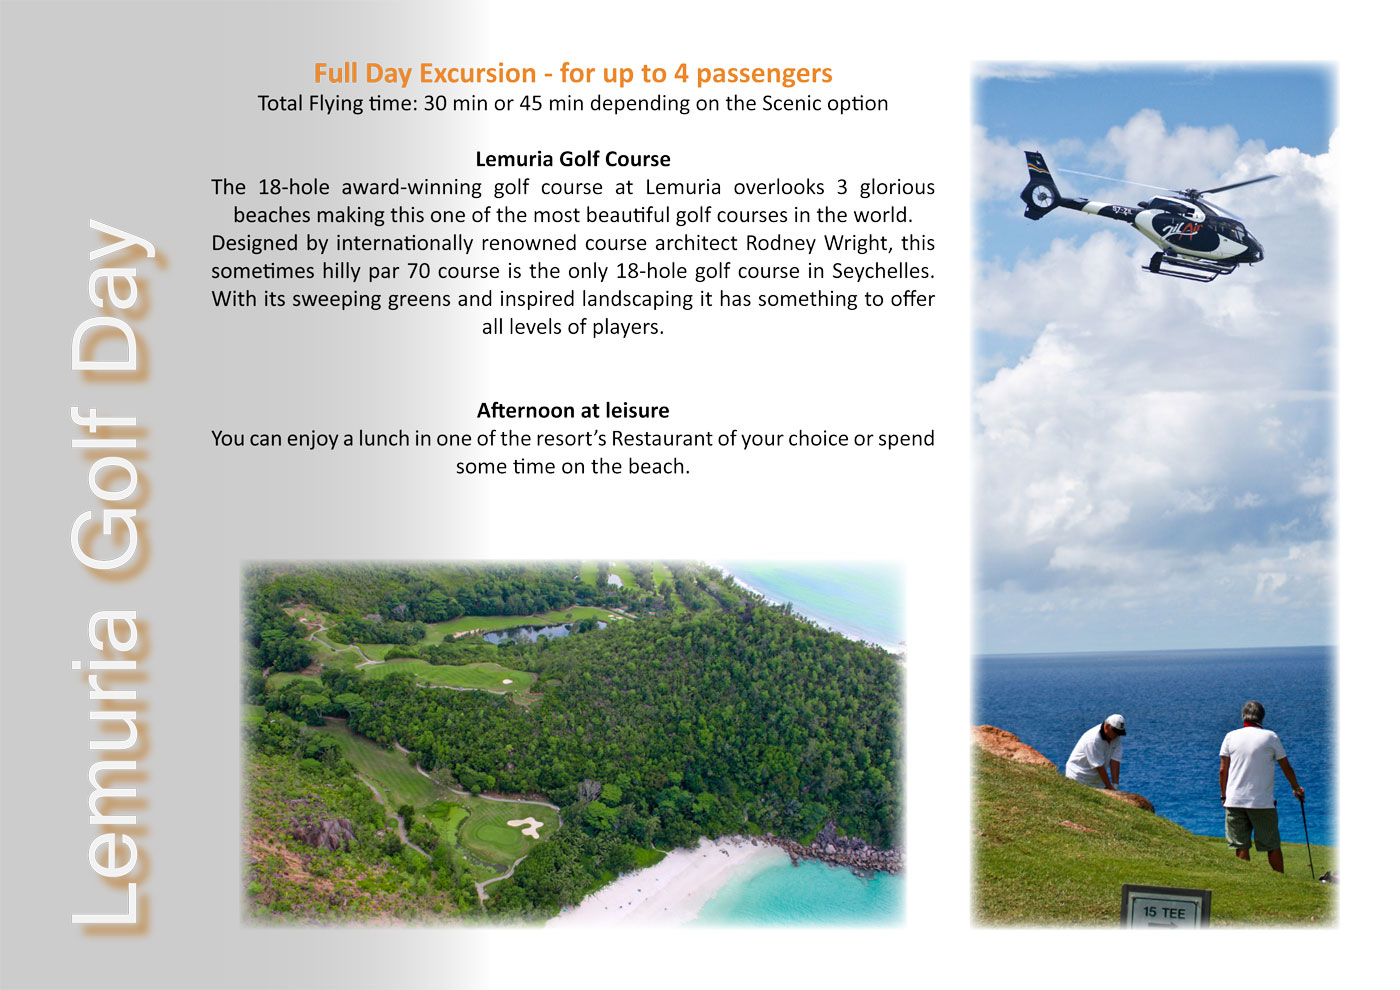 Lemuria Golf Day
Full Day Excursion - for up to 4 passengers
Total Flying time: 30 min or 45 min depending on the Scenic option
Lemuria Golf Course
The 18-hole award-winning golf course at Lemuria overlooks 3 glorious
beaches making this one of the most beautiful golf courses in the world.
Designed by internationally renowned course architect Rodney Wright, this
sometimes hilly par 70 course is the only 18-hole golf course in Seychelles.
With its sweeping greens and inspired landscaping it has something to offer
all levels of players.
Afternoon at leisure
You can enjoy a lunch in one of the resort’s Restaurant of your choice or spend
some time on the beach.
ZilAir
15 TEE